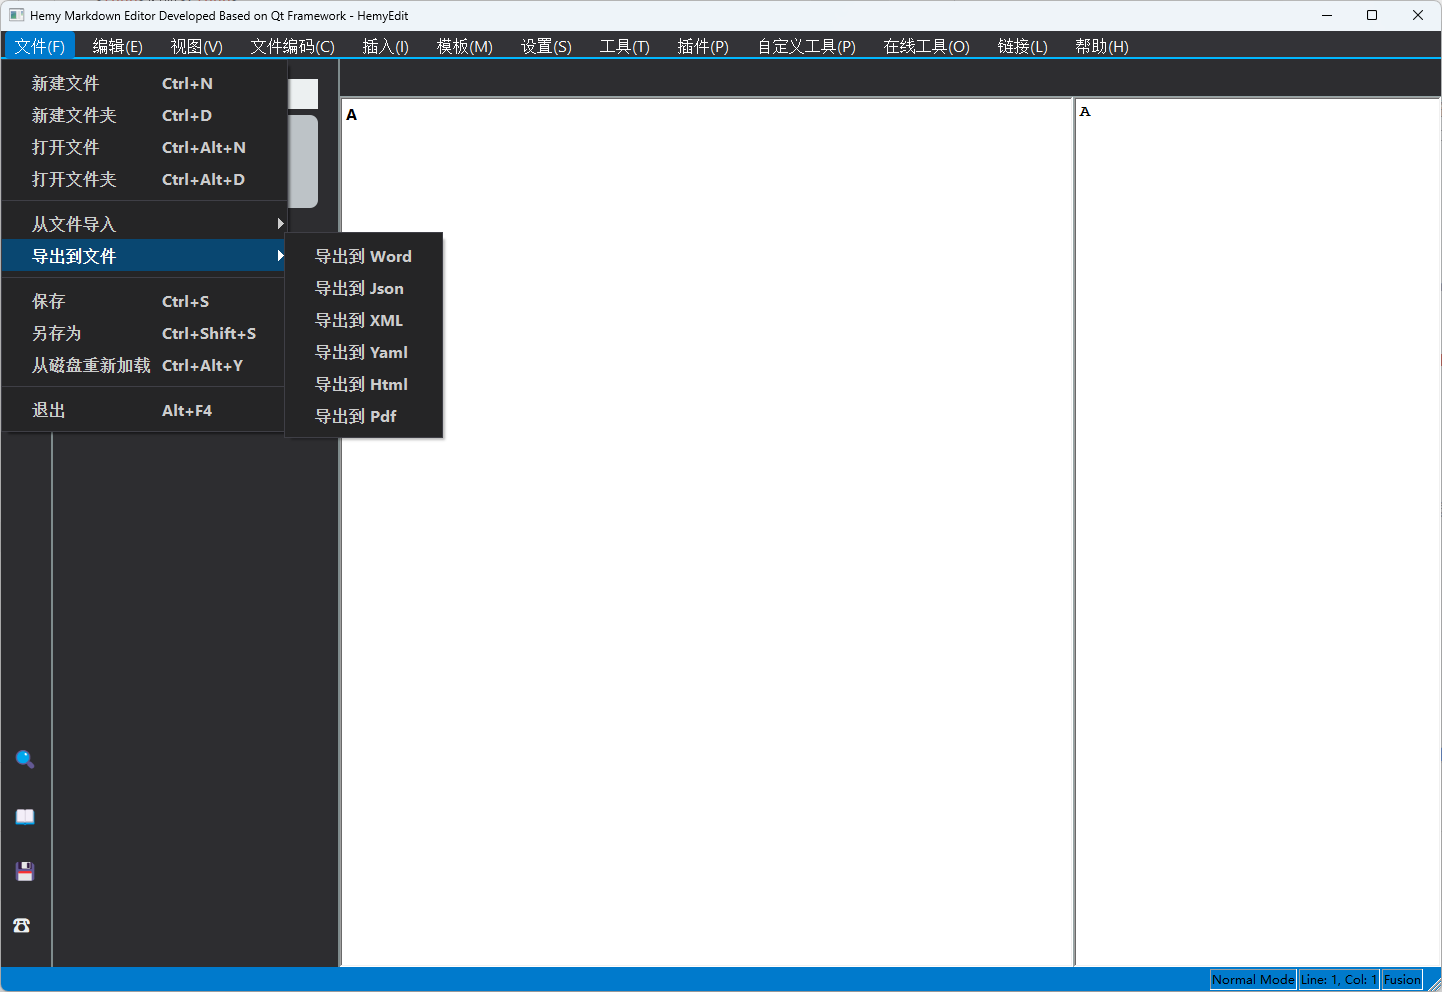 Hemy Markdown Editor Developed Based on Qt Framework - HemyEdit
文件(F) 编辑(E) 视图(V) 文件编码(C) 插入(I) 模板(M) 设置(S) 工具(T) 插件(P) 自定义工具(P) 在线工具(O) 链接(L) 帮助(H)
新建文件 Ctrl+N
新建文件夹 Ctrl+D
打开文件 Ctrl+Alt+N
打开文件夹 Ctrl+Alt+D
从文件导入
导出到文件
保存 Ctrl+S
另存为 Ctrl+Shift+S
从磁盘重新加载 Ctrl+Alt+Y
退出 Alt+F4
导出到 Word
导出到 Json
导出到 XML
导出到 Yaml
导出到 Html
导出到 Pdf
A
A
Normal Mode Line: 1, Col: 1 Fusion